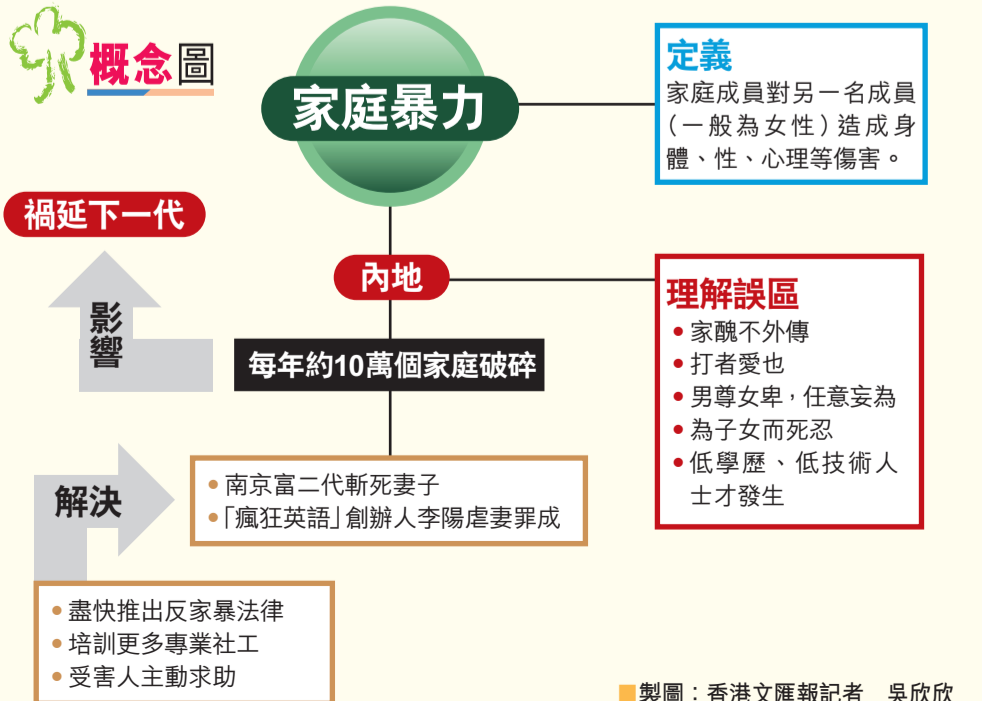 概念圖
家庭暴力
定義
家庭成員對另一名成員
(一般為女性)造成身
體、性、心理等傷害。
禍延下一代
內地
影響
每年約10萬個家庭破碎
理解誤區
• 家醜不外傳
• 打者愛也
• 男尊女卑,任意妄為
• 為子女而死忍
• 低學歷、低技術人
士才發生
解決
• 南京富二代斬死妻子
• 「瘋狂英語」創辦人李陽虐妻罪成
• 盡快推出反家暴法律
• 培訓更多專業社工
• 受害人主動求助
■製圖:香港文匯報記者 吳欣欣